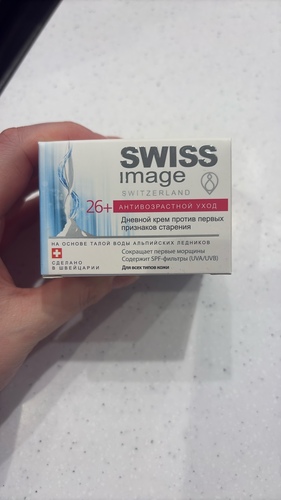 SWISS
image
SWITZERLAND
26+ АНТИВОЗРАСТНОЙ УХОД
Дневной крем против первых
признаков старения
НА ОСНОВЕ ТАЛОЙ ВОДЫ АЛЬПИЙСКИХ ЛЕДНИКОВ
СДЕЛАНО
В ШВЕЙЦАРИИ
Сокращает первые морщины
Содержит SPF-фильтры (UVA/UVB)
Для всех типов кожи